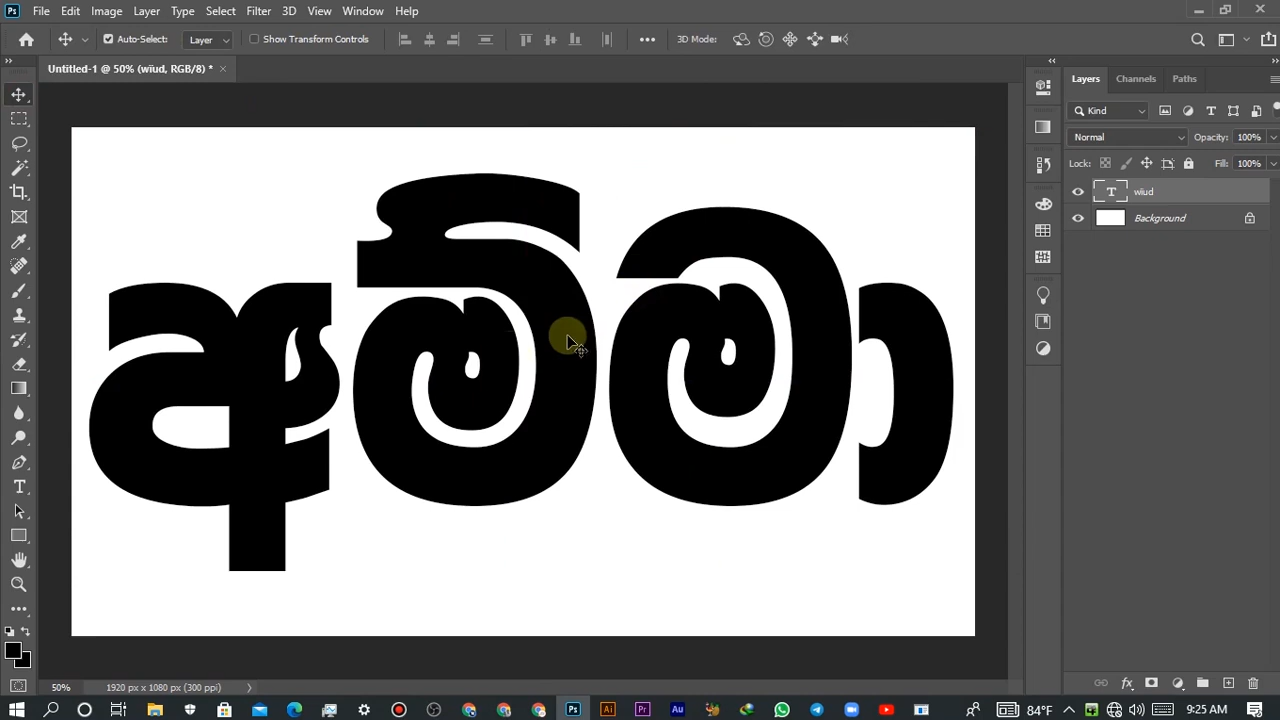 File Edit Image Layer Type Select Filter 3D View Window Help
Auto-Select: Layer Show Transform Controls 3D Mode:
Untitled-1 @ 50% (wïud, RGB/8) *
Layers Channels Paths
Kind
Normal Opacity: 100%
Lock: Fill: 100%
wïud
Background
අම්මා
50% 1920 px x 1080 px (300 ppi)
84°F 9:25 AM